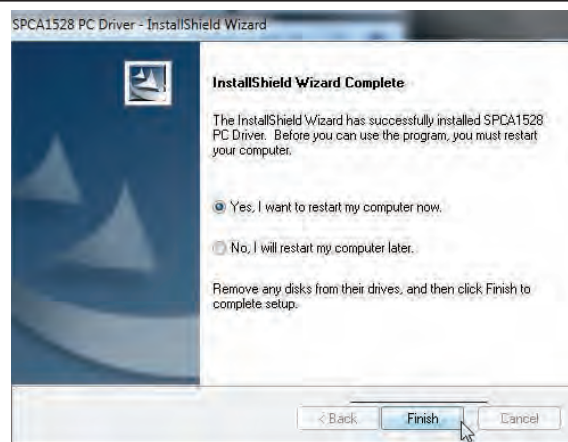 SPCA1528 PC Driver - InstallShield Wizard
InstallShield Wizard Complete
The InstallShield Wizard has successfully installed SPCA1528
PC Driver. Before you can use the program, you must restart
your computer.
Yes, I want to restart my computer now.
No, I will restart my computer later.
Remove any disks from their drives, and then click Finish to
complete setup.
< Back Finish Cancel